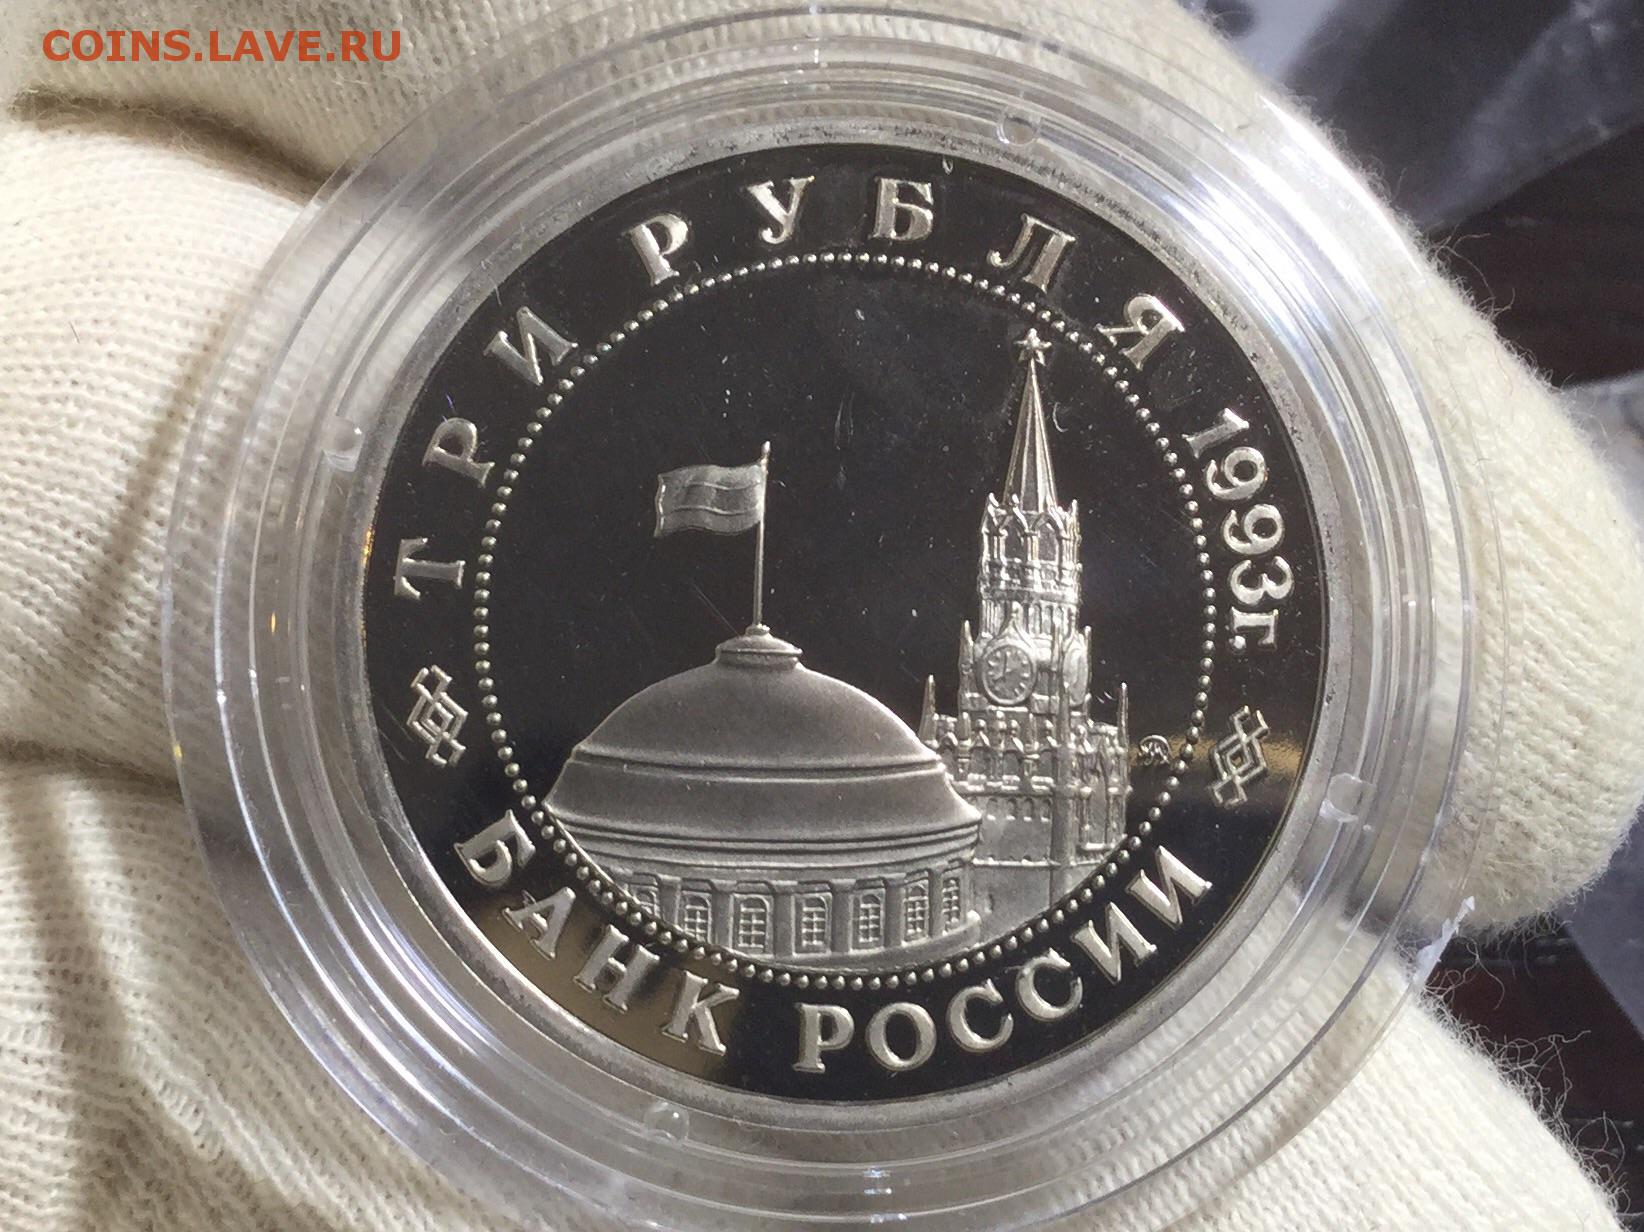 COINS.LAVE.RU
ТРИ РУБЛЯ 1993г.
БАНК РОССИИ